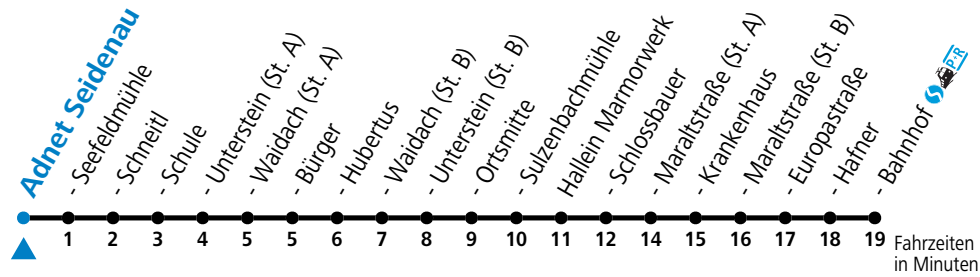 Adnet Seidenau
- Seefeldmühle
- Schneitl
- Schule
- Unterstein (St. A)
- Waidach (St. A)
- Bürger
- Hubertus
- Waidach (St. B)
- Unterstein (St. B)
- Ortsmitte
- Sulzenbachmühle
Hallein Marmorwerk
- Schlossbauer
- Maraltstraße (St. A)
- Krankenhaus
- Maraltstraße (St. B)
- Europastraße
- Hafner
- Bahnhof S P+R
1 2 3 4 5 5 6 7 8 9 10 11 12 14 15 16 17 18 19
Fahrzeiten
in Minuten